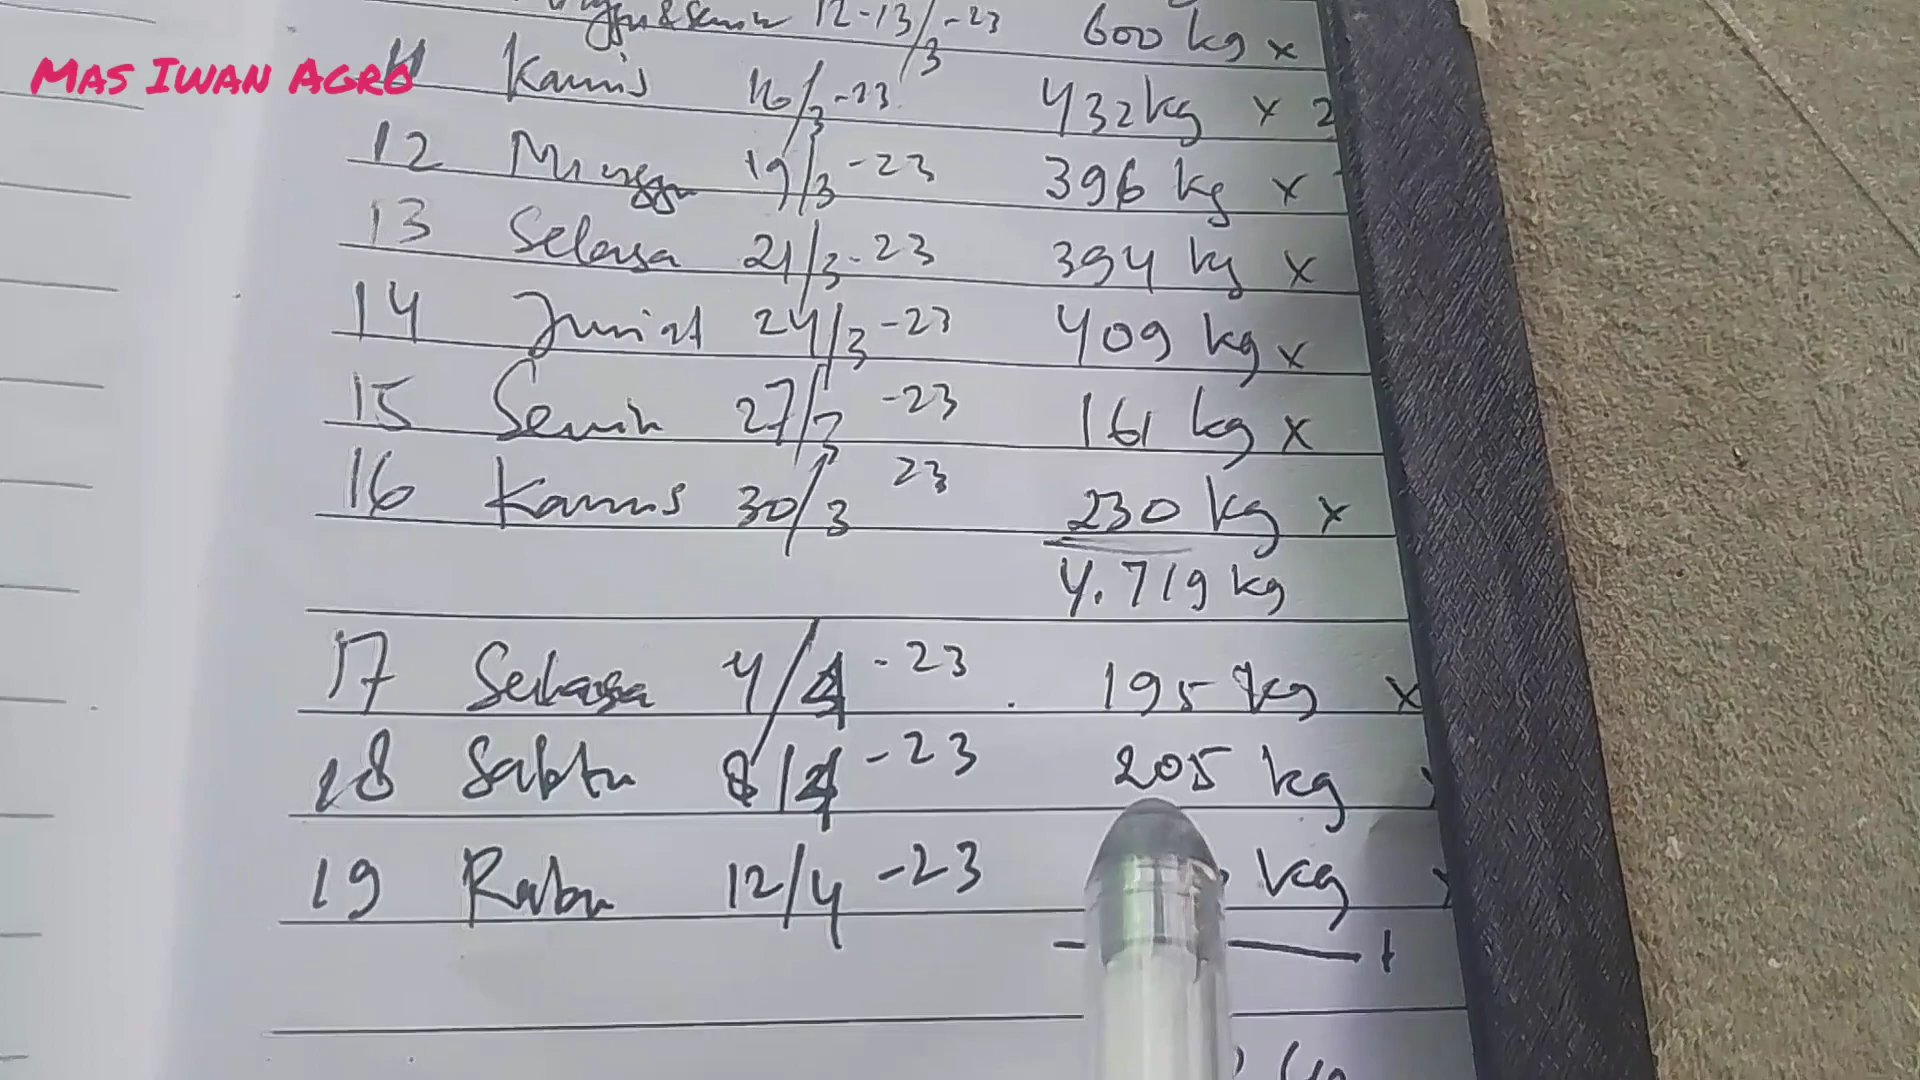 12-13/3-23 600 kg x
MAS IWAN AGRO
11 Kamis 16/3-23 432 kg x 2
12 Minggu 19/3-23 396 kg x
13 Selasa 21/3-23 394 kg x
14 Jum'at 24/3-23 409 kg x
15 Senin 27/3-23 161 kg x
16 Kamis 30/3 23 230 kg x
4.719 kg
17 Selasa 4/4-23 195 kg x
18 Sabtu 8/4-23 205 kg
19 Rabu 12/4-23 kg